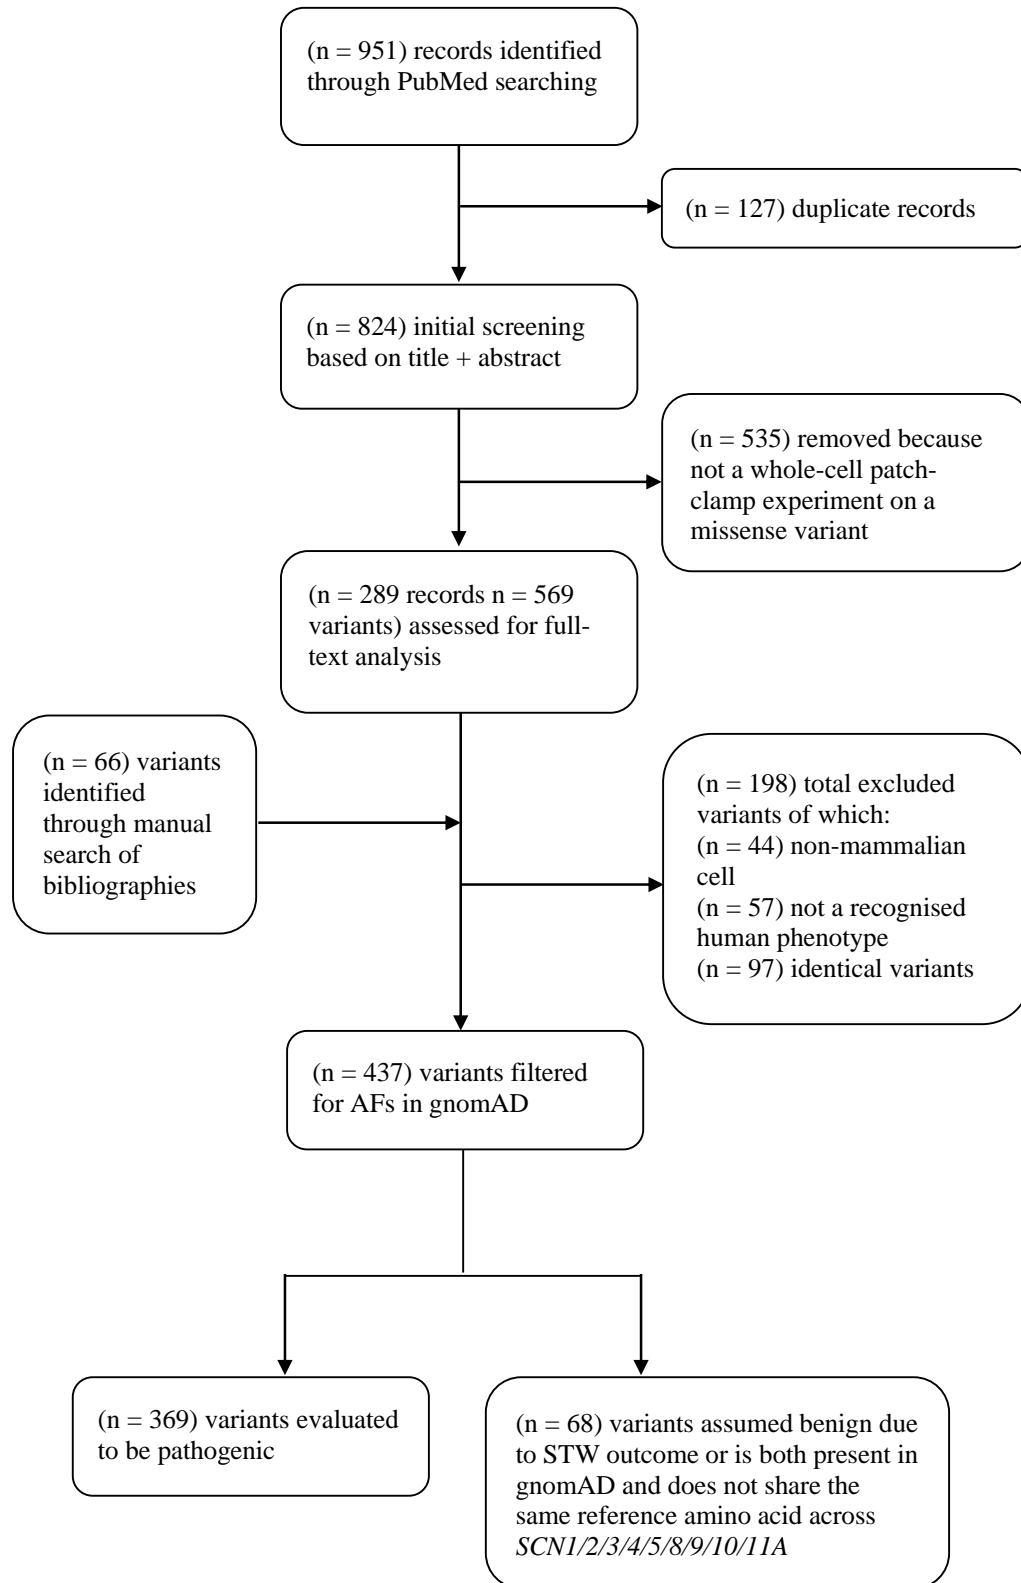 (n = 951) records identified
through PubMed searching
(n = 127) duplicate records
(n = 824) initial screening
based on title + abstract
(n = 535) removed because
not a whole-cell patch-
clamp experiment on a
missense variant
(n = 289 records n = 569
variants) assessed for full-
text analysis
(n = 66) variants
identified
through manual
search of
bibliographies
(n = 198) total excluded
variants of which:
(n = 44) non-mammalian
cell
(n = 57) not a recognised
human phenotype
(n = 97) identical variants
(n = 437) variants filtered
for AFs in gnomAD
(n = 369) variants evaluated
to be pathogenic
(n = 68) variants assumed benign due
to STW outcome or is both present in
gnomAD and does not share the
same reference amino acid across
SCN1/2/3/4/5/8/9/10/11A